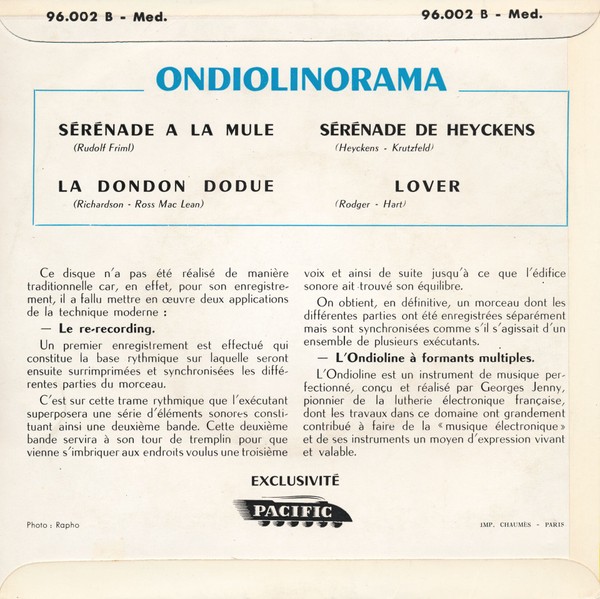 96.002 B - Med.
96.002 B - Med.
ONDIOLINORAMA
SÉRÉNADE A LA MULE
(Rudolf Friml)
SÉRÉNADE DE HEYCKENS
(Heyckens - Krutzfeld)
LA DONDON DODUE
(Richardson - Ross Mac Lean)
LOVER
(Rodger - Hart)
Ce disque n'a pas été réalisé de manière
traditionnelle car, en effet, pour son enregistre-
ment, il a fallu mettre en œuvre deux applications
de la technique moderne :
— Le re-recording.
Un premier enregistrement est effectué qui
constitue la base rythmique sur laquelle seront
ensuite surrimprimées et synchronisées les diffé-
rentes parties du morceau.
C'est sur cette trame rythmique que l'exécutant
superposera une série d'éléments sonores consti-
tuant ainsi une deuxième bande. Cette deuxième
bande servira à son tour de tremplin pour que
vienne s'imbriquer aux endroits voulus une troisième
voix et ainsi de suite jusqu'à ce que l'édifice
sonore ait trouvé son équilibre.
On obtient, en définitive, un morceau dont les
différentes parties ont été enregistrées séparément
mais sont synchronisées comme s'il s'agissait d'un
ensemble de plusieurs exécutants.
— L'Ondioline à formants multiples.
L'Ondioline est un instrument de musique per-
fectionné, conçu et réalisé par Georges Jenny,
pionnier de la lutherie électronique française,
dont les travaux dans ce domaine ont grandement
contribué à faire de la « musique électronique »
et de ses instruments un moyen d'expression vivant
et valable.
EXCLUSIVITÉ
PACIFIC
Photo : Rapho
IMP. CHAUMÈS - PARIS